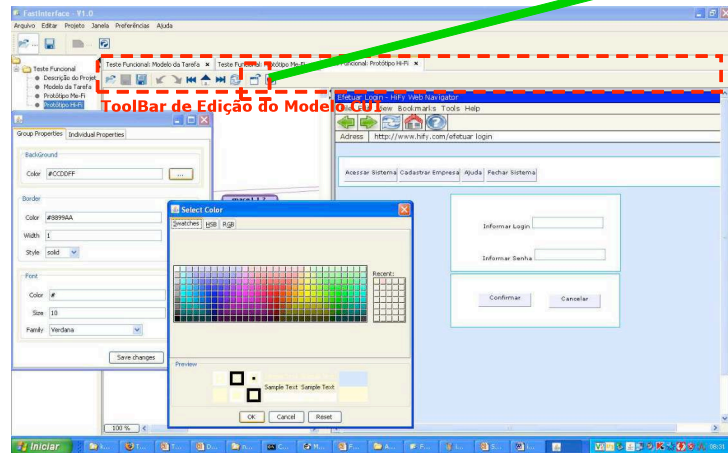 FastInterface - V1.0
Arquivo Editar Projeto Janela Preferências Ajuda
Teste Funcional
Descrição do Projet
Modelo da Tarefa
Protótipo Me-Fi
Protótipo Hi-Fi
Teste Funcional: Modelo da Tarefa x
Teste Funcional: Protótipo Me-Fi
Funcional: Protótipo Hi-Fi x
ToolBar de Edição do Modelo CUI
Efetuar Login - HiFy Web Navigator
View Bookmarks Tools Help
Adress http://www.hify.com/efetuar login
Acessar Sistema Cadastrar Empresa Ajuda Fechar Sistema
Informar Login
Informar Senha
Confirmar Cancelar
Group Properties Individual Properties
BackGround
Color #CCDDFF ...
Border
Color #8899AA
Width 1
Style solid
Font
Color #
Size 10
Family Verdana
Save changes
Select Color
Swatches HSB RGB
Recent:
Preview
Sample Text Sample Text
OK Cancel Reset
100 %
Iniciar